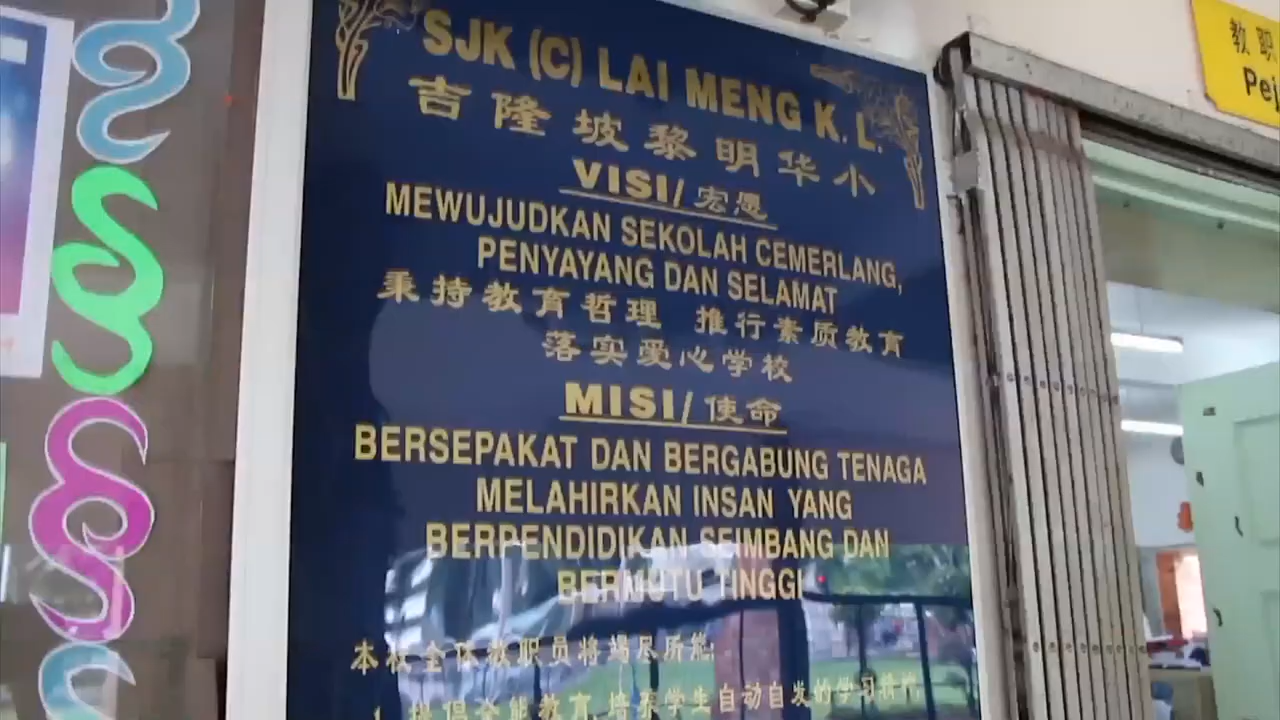 SJK (C) LAI MENG K. L.
吉隆坡黎明华小
VISI/宏愿
MEWUJUDKAN SEKOLAH CEMERLANG,
PENYAYANG DAN SELAMAT
秉持教育哲理 推行素质教育
落实爱心学校
MISI/使命
BERSEPAKAT DAN BERGABUNG TENAGA
MELAHIRKAN INSAN YANG
BERPENDIDIKAN SEIMBANG DAN
BERMUTU TINGGI
本校全体教职员将竭尽所能:
1. 提倡全能教育,培养学生自动自发的学习精神,
教职
Pej